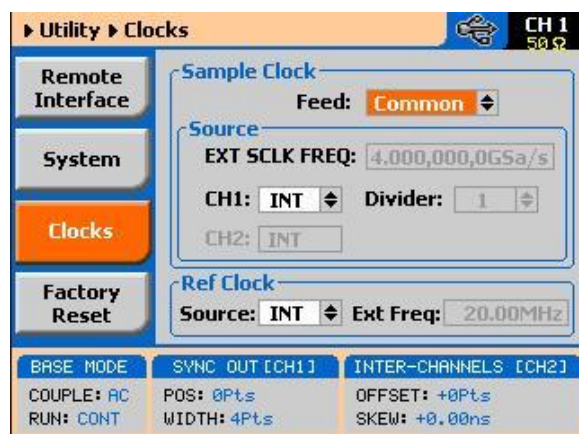 ▸ Utility ▸ Clocks
CH 1
50 Ω
Remote
Interface
System
Clocks
Factory
Reset
Sample Clock
Feed: Common
Source
EXT SCLK FREQ: 4.000,000,0GSa/s
CH1: INT Divider: 1
CH2: INT
Ref Clock
Source: INT Ext Freq: 20.00MHz
BASE MODE
COUPLE: AC
RUN: CONT
SYNC OUT [CH1]
POS: 0Pts
WIDTH: 4Pts
INTER-CHANNELS [CH2]
OFFSET: +0Pts
SKEW: +0.00ns